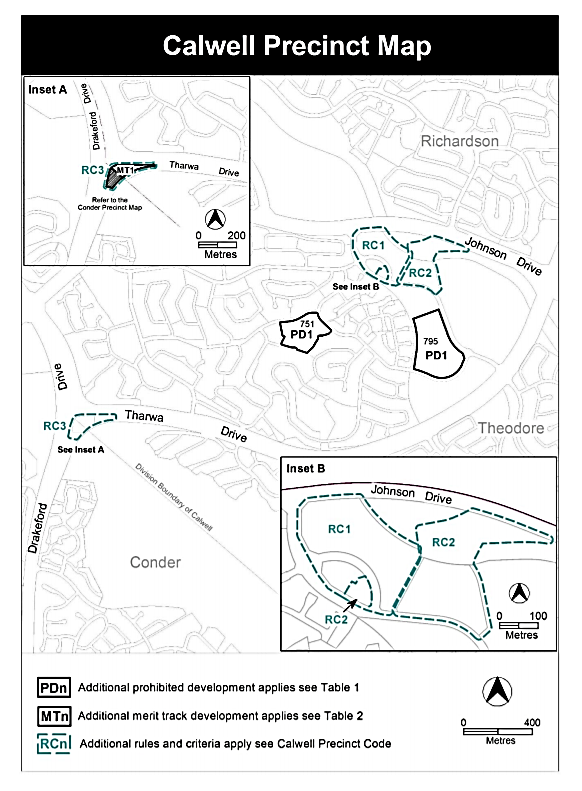 Calwell Precinct Map
Inset A
Drakeford Drive
RC3
MT1
Tharwa Drive
Refer to the
Conder Precinct Map
0 200
Metres
Richardson
RC1
RC2
Johnson Drive
See Inset B
751
PD1
795
PD1
Drive
RC3
Tharwa Drive
See Inset A
Theodore
Division Boundary of Calwell
Drakeford
Conder
Inset B
Johnson Drive
RC1
RC2
RC2
0 100
Metres
PDn Additional prohibited development applies see Table 1
MTn Additional merit track development applies see Table 2
RCn Additional rules and criteria apply see Calwell Precinct Code
0 400
Metres